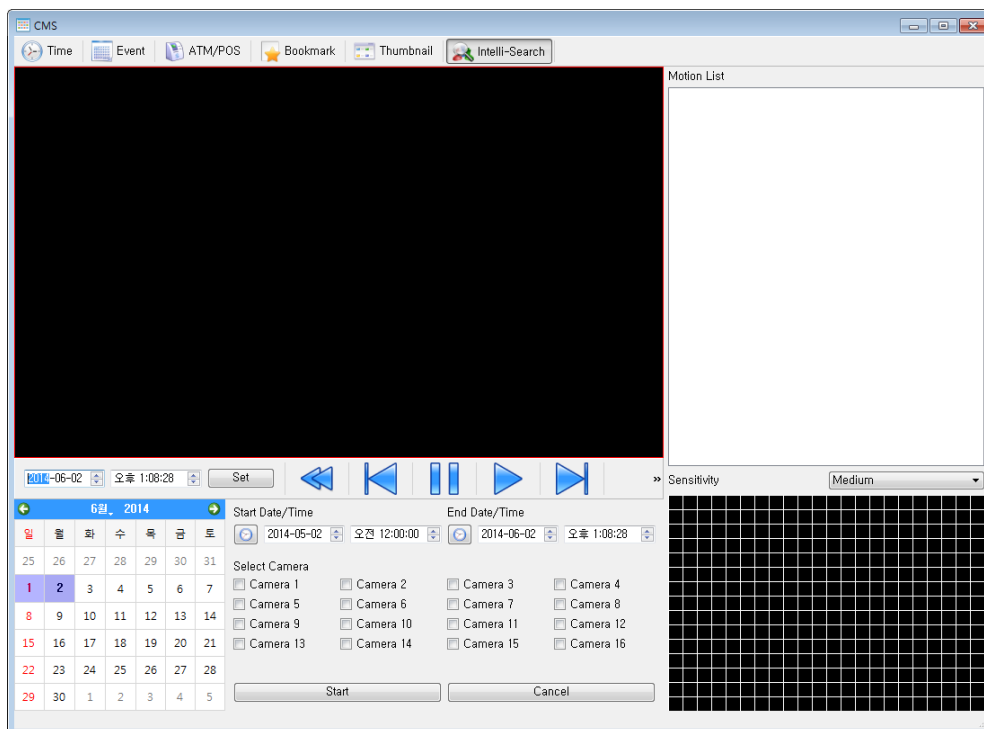 CMS
Time Event ATM/POS Bookmark Thumbnail Intelli-Search
Motion List
2014-06-02 오후 1:08:28 Set » Sensitivity Medium
6월, 2014
일 월 화 수 목 금 토
25 26 27 28 29 30 31
1 2 3 4 5 6 7
8 9 10 11 12 13 14
15 16 17 18 19 20 21
22 23 24 25 26 27 28
29 30 1 2 3 4 5
Start Date/Time End Date/Time
2014-05-02 오전 12:00:00 2014-06-02 오후 1:08:28
Select Camera
Camera 1 Camera 2 Camera 3 Camera 4
Camera 5 Camera 6 Camera 7 Camera 8
Camera 9 Camera 10 Camera 11 Camera 12
Camera 13 Camera 14 Camera 15 Camera 16
Start Cancel